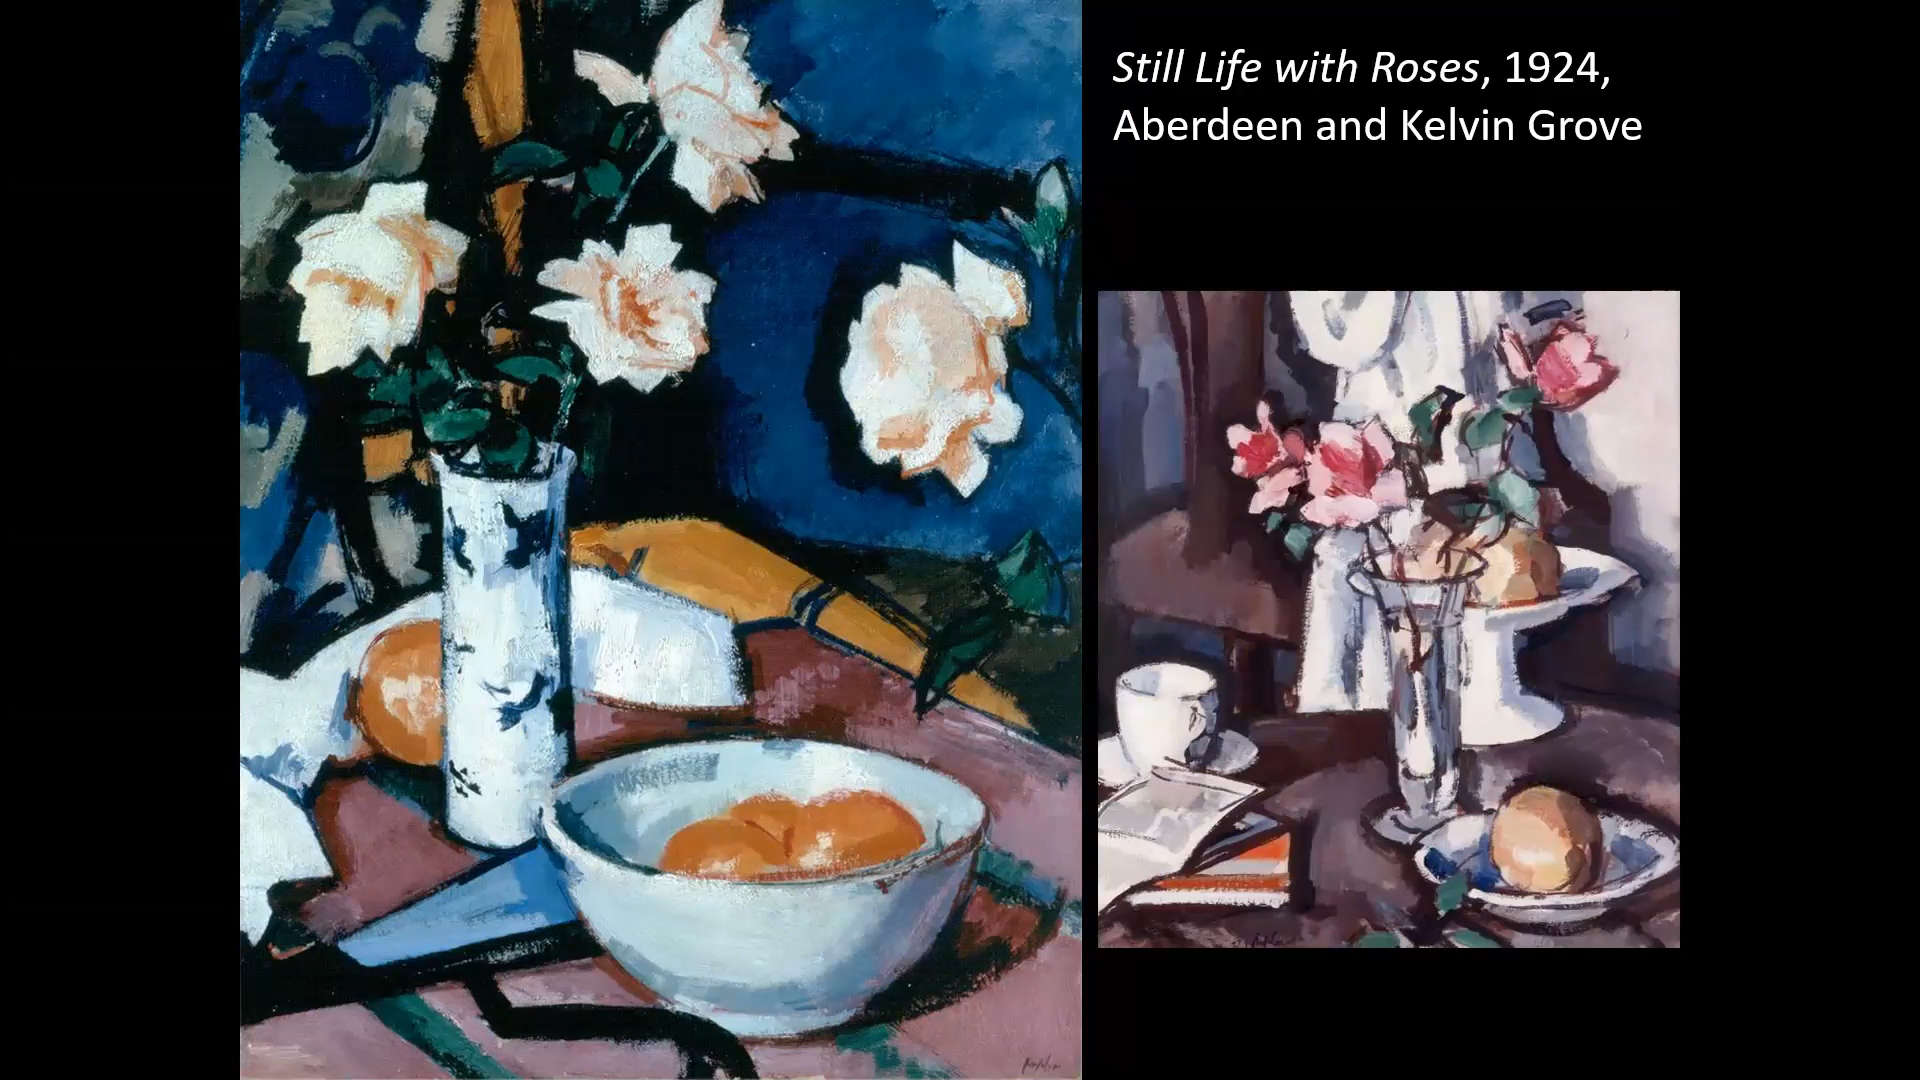 Still Life with Roses, 1924,
Aberdeen and Kelvin Grove